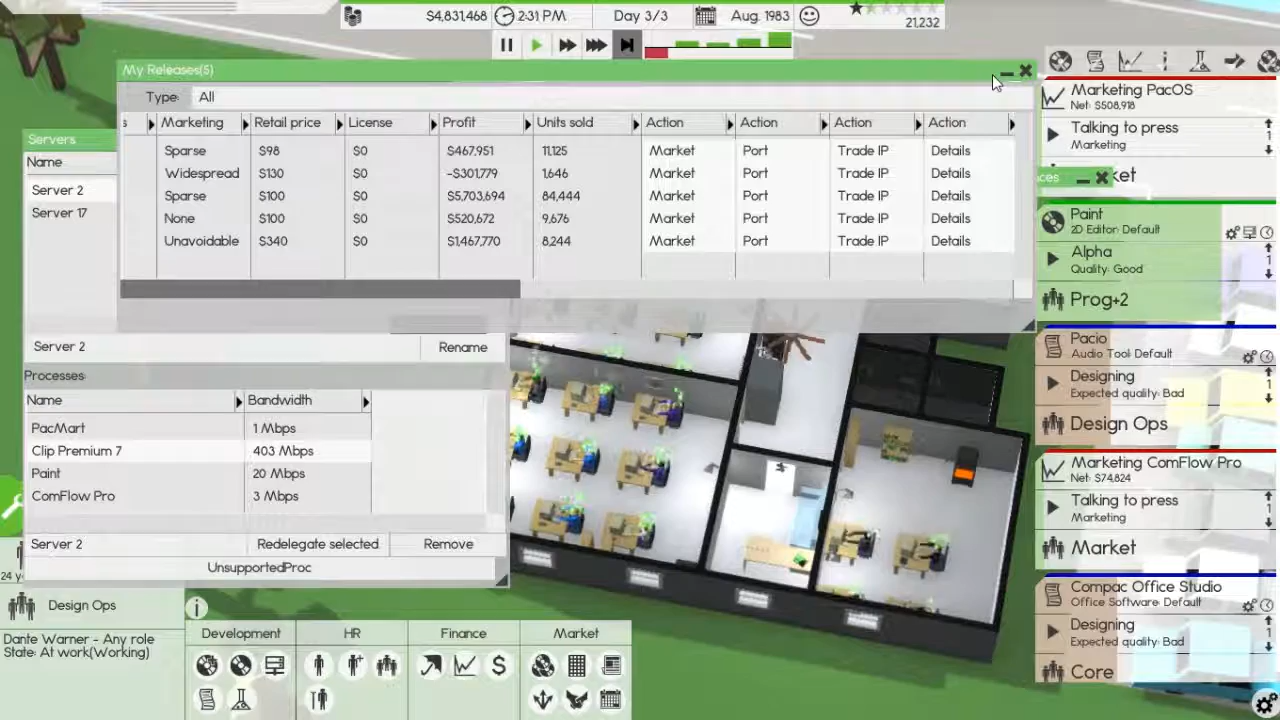 $4,831,468
2:31 PM
Day 3/3
Aug. 1983
21,232
My Releases(5)
Type:
All
Marketing
Retail price
License
Profit
Units sold
Action
Action
Action
Action
Sparse $98 $0 $467,951 11,125 Market Port Trade IP Details
Widespread $130 $0 -$301,779 1,646 Market Port Trade IP Details
Sparse $100 $0 $5,703,694 84,444 Market Port Trade IP Details
None $100 $0 $520,672 9,676 Market Port Trade IP Details
Unavoidable $340 $0 $1,467,770 8,244 Market Port Trade IP Details
Servers
Name
Server 2
Server 17
Server 2
Rename
Processes:
Name Bandwidth
PacMart 1 Mbps
Clip Premium 7 403 Mbps
Paint 20 Mbps
ComFlow Pro 3 Mbps
Server 2
Redelegate selected
Remove
UnsupportedProc
24 y
Design Ops
Dante Warner - Any role
State: At work(Working)
Development
HR
Finance
Market
Marketing PacOS
Net: $508,918
Talking to press
Marketing
1
ces
ket
Paint
2D Editor: Default
Alpha
Quality: Good
1
Prog+2
Pacio
Audio Tool: Default
Designing
Expected quality: Bad
1
Design Ops
Marketing ComFlow Pro
Net: $74,824
Talking to press
Marketing
1
Market
Compac Office Studio
Office Software: Default
Designing
Expected quality: Bad
1
Core